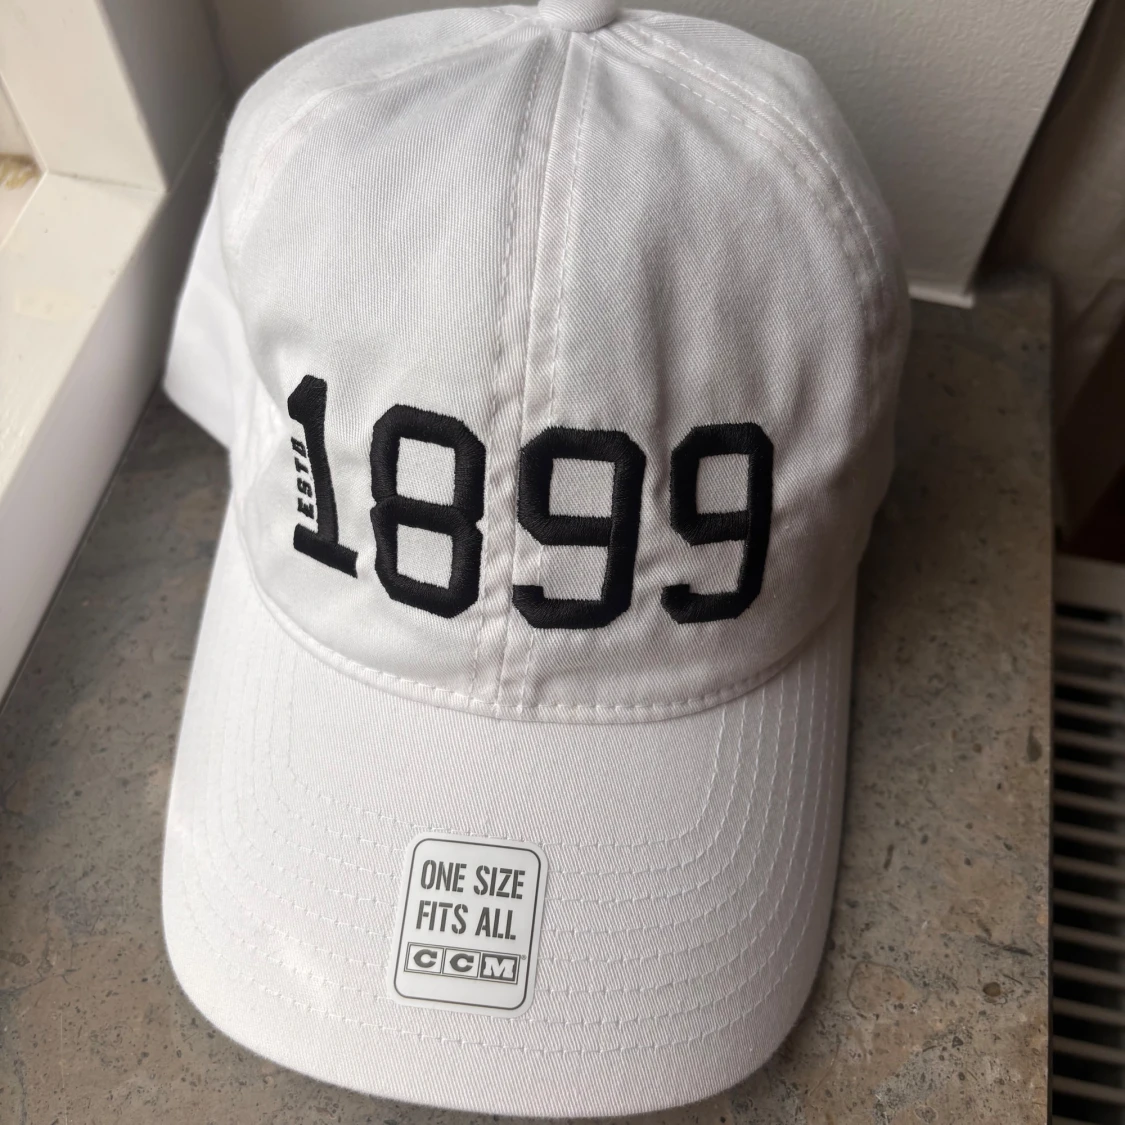 ESTD
1899
ONE SIZE
FITS ALL
CCM®